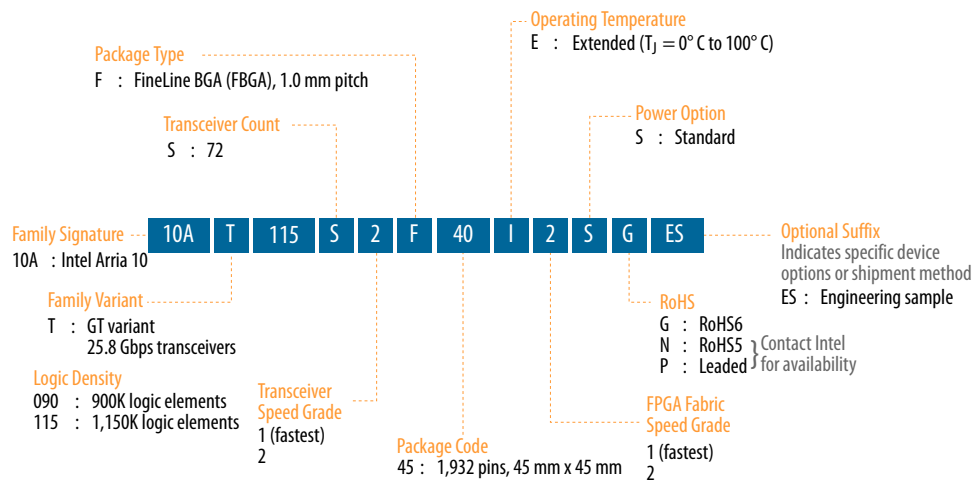 Operating Temperature
E : Extended (TJ = 0° C to 100° C)
Package Type
F : FineLine BGA (FBGA), 1.0 mm pitch
Power Option
S : Standard
Transceiver Count
S : 72
10A T 115 S 2 F 40 I 2 S G ES
Family Signature
10A : Intel Arria 10
Optional Suffix
Indicates specific device
options or shipment method
ES : Engineering sample
Family Variant
T : GT variant
25.8 Gbps transceivers
RoHS
G : RoHS6
N : RoHS5
P : Leaded
Contact Intel
for availability
Logic Density
090 : 900K logic elements
115 : 1,150K logic elements
Transceiver
Speed Grade
1 (fastest)
2
Package Code
45 : 1,932 pins, 45 mm x 45 mm
FPGA Fabric
Speed Grade
1 (fastest)
2